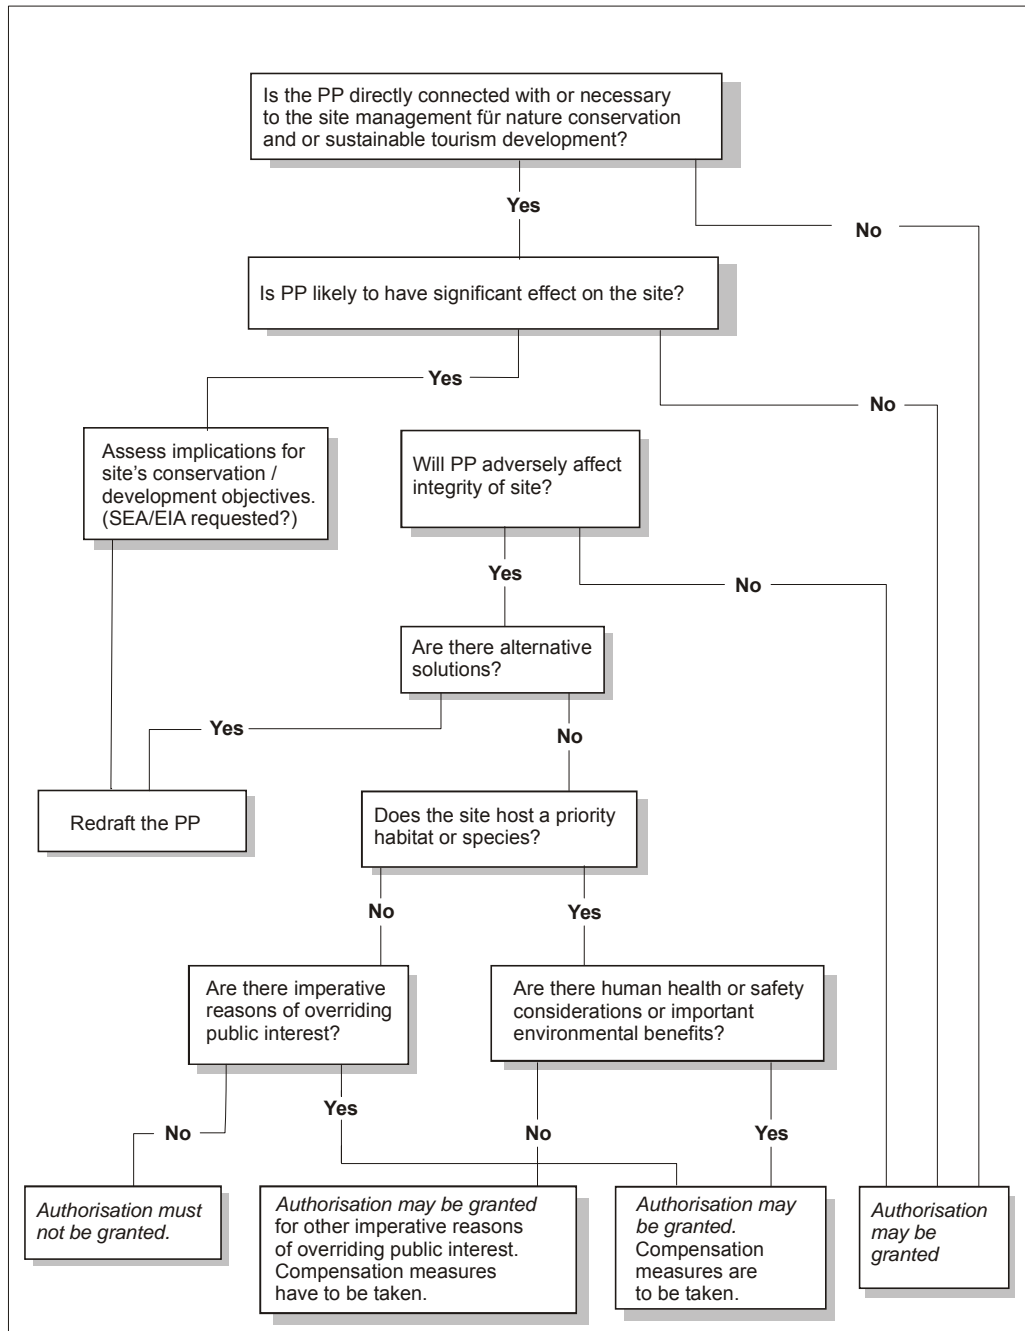 Is the PP directly connected with or necessary
to the site management für nature conservation
and or sustainable tourism development?
Yes
No
Is PP likely to have significant effect on the site?
Yes
No
Assess implications for
site's conservation /
development objectives.
(SEA/EIA requested?)
Will PP adversely affect
integrity of site?
Yes
No
Are there alternative
solutions?
Yes
No
Redraft the PP
Does the site host a priority
habitat or species?
No
Yes
Are there imperative
reasons of overriding
public interest?
Are there human health or safety
considerations or important
environmental benefits?
No
Yes
No
Yes
Authorisation must
not be granted.
Authorisation may be granted
for other imperative reasons
of overriding public interest.
Compensation measures
have to be taken.
Authorisation may
be granted.
Compensation
measures are
to be taken.
Authorisation
may be
granted